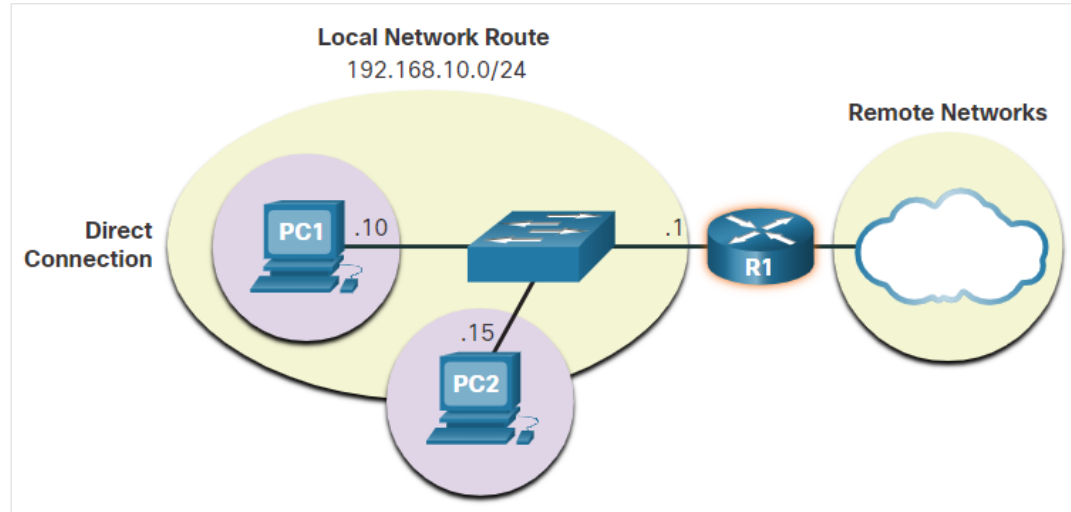 Local Network Route
192.168.10.0/24
Remote Networks
Direct
Connection
PC1
.10
.1
R1
.15
PC2